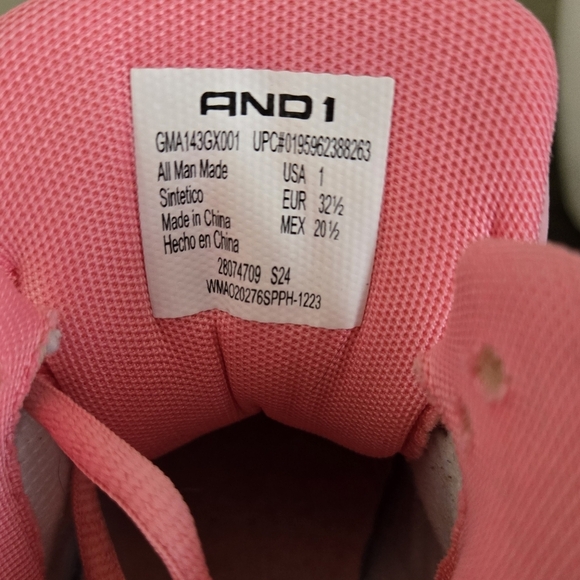 AND1
GMA143GX001 UPC#0195962388263
All Man Made USA 1
Sintetico EUR 32½
Made in China MEX 20½
Hecho en China
28074709 S24
WMAO20276SPPH-1223